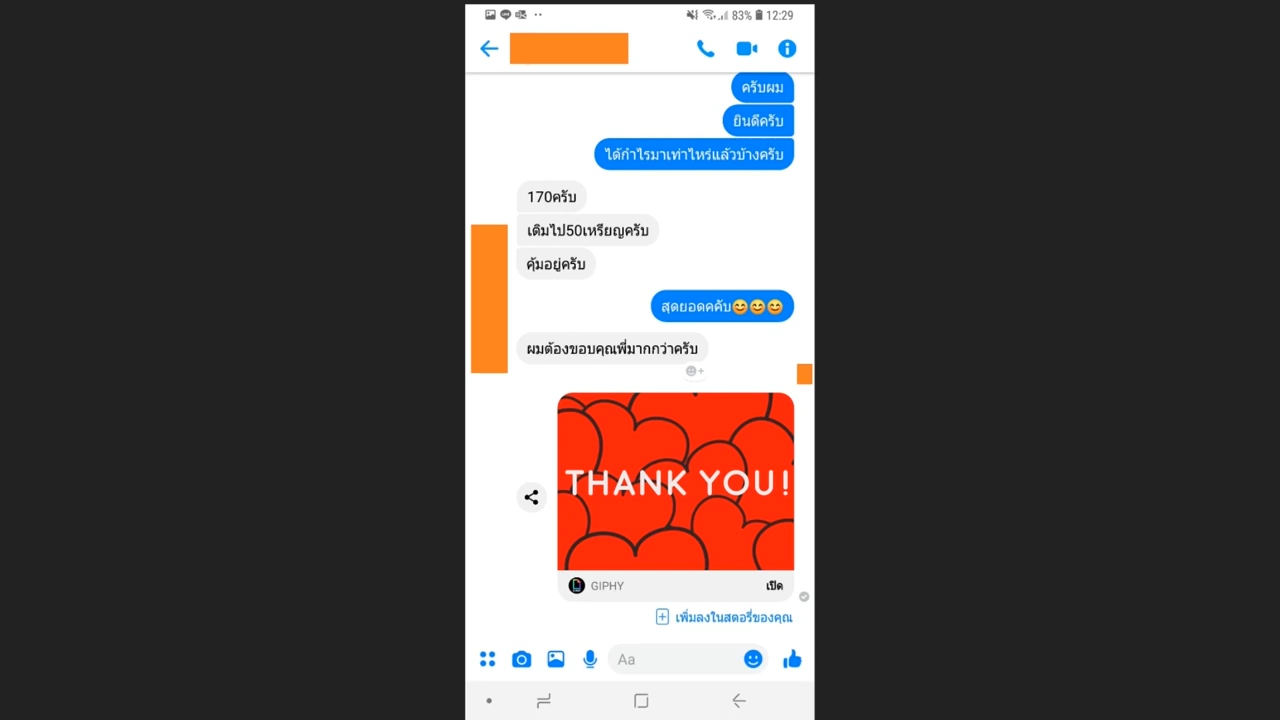 83% 12:29
ครับผม
ยินดีครับ
ได้กำไรมาเท่าไหร่แล้วบ้างครับ
170ครับ
เติมไป50เหรียญครับ
คุ้มอยู่ครับ
สุดยอดคคับ😊😊😊
ผมต้องขอบคุณพี่มากกว่าครับ
THANK YOU!
GIPHY
เปิด
เพิ่มลงในสตอรี่ของคุณ
Aa